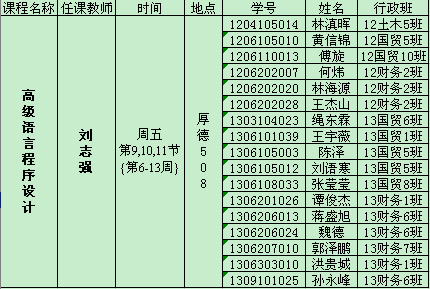 课程名称 任课教师 时间 地点 学号 姓名 行政班
高级语言程序设计 刘志强 周五 第9,10,11节 {第6-13周} 厚德508
1204105014 林滇晖 12土木5班
1206105010 黄信锦 12国贸5班
1206110013 傅旋 12国贸10班
1206202007 何炜 12财务2班
1206202020 林海源 12财务2班
1206202028 王杰山 12财务2班
1303104023 绳东霖 13国贸6班
1306101039 王宇薇 13国贸1班
1306105003 陈泽 13国贸5班
1306105012 刘语寒 13国贸5班
1306108033 张莹莹 13国贸8班
1306201026 谭俊杰 13财务1班
1306206013 蒋盛旭 13财务6班
1306206024 魏德 13财务6班
1306207010 郭泽鹏 13财务7班
1306303010 洪贵城 13财务1班
1309101025 孙永峰 13财务6班